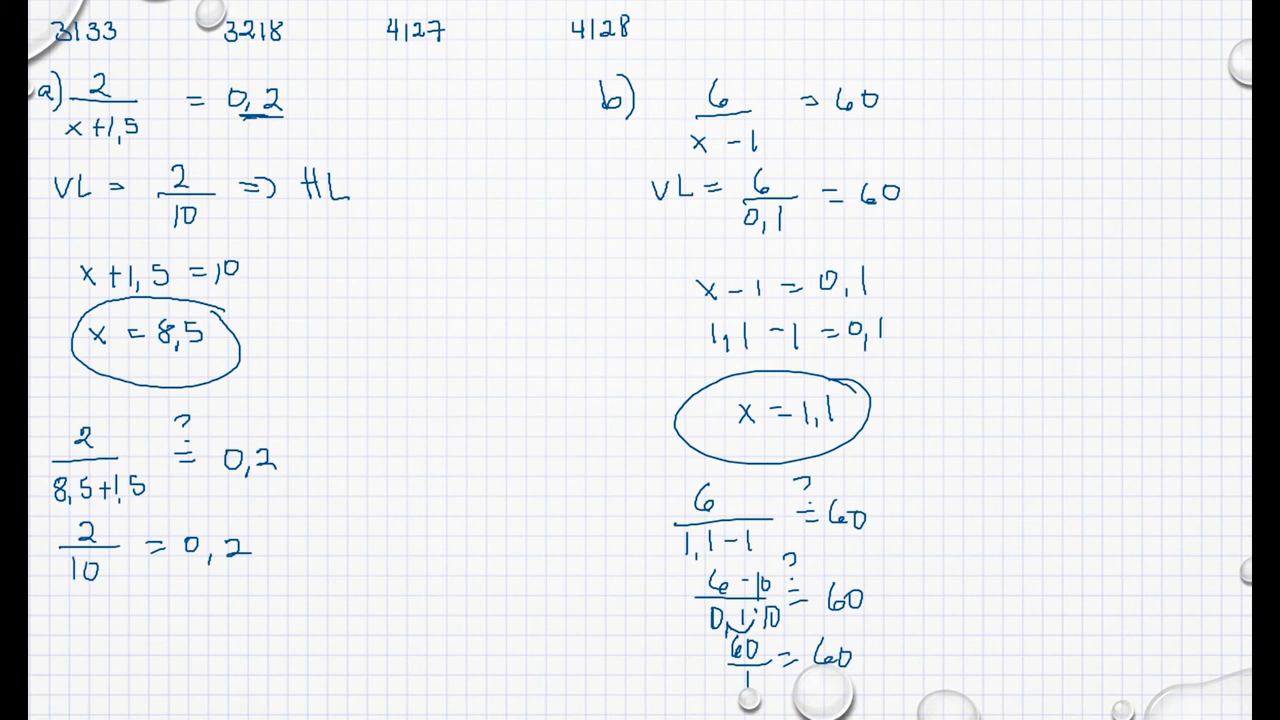 3133 3218 4127 4128
a) 2/(x+1,5) = 0,2
VL = 2/10 => HL
x+1,5 = 10
x = 8,5
2/(8,5+1,5) ?= 0,2
2/10 = 0,2
b) 6/(x-1) = 60
VL = 6/0,1 = 60
x-1 = 0,1
1,1-1 = 0,1
x = 1,1
6/(1,1-1) ?= 60
6·10/0,1·10 ?= 60
60/1 = 60